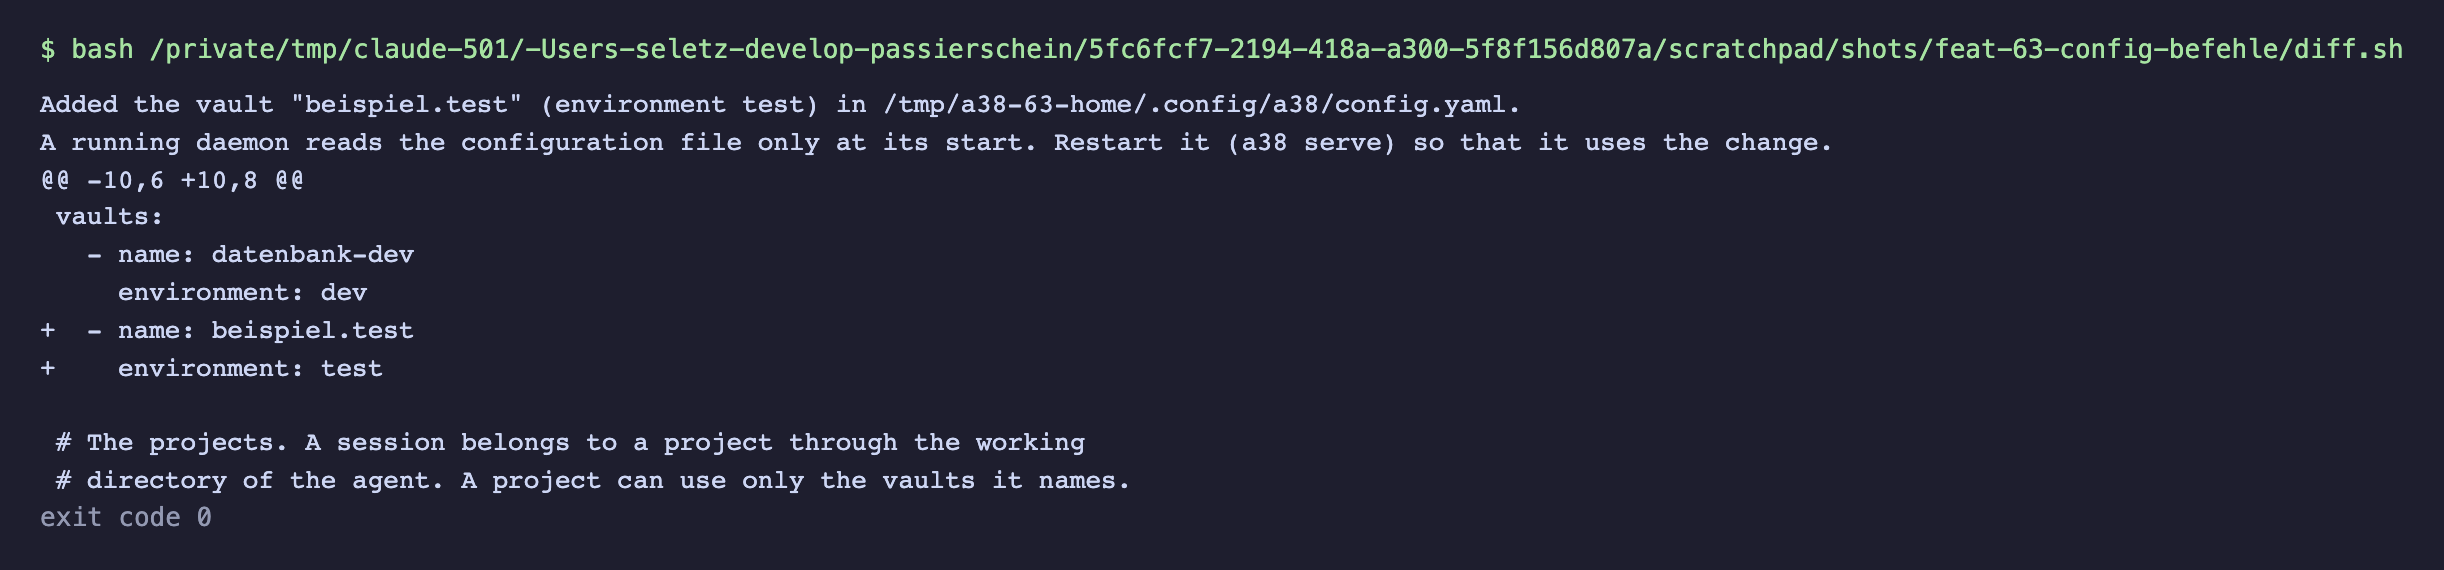 $ bash /private/tmp/claude-501/-Users-seletz-develop-passierschein/5fc6fcf7-2194-418a-a300-5f8f156d807a/scratchpad/shots/feat-63-config-befehle/diff.sh
Added the vault "beispiel.test" (environment test) in /tmp/a38-63-home/.config/a38/config.yaml.
A running daemon reads the configuration file only at its start. Restart it (a38 serve) so that it uses the change.
@@ -10,6 +10,8 @@
 vaults:
   - name: datenbank-dev
     environment: dev
+  - name: beispiel.test
+    environment: test

 # The projects. A session belongs to a project through the working
 # directory of the agent. A project can use only the vaults it names.
exit code 0